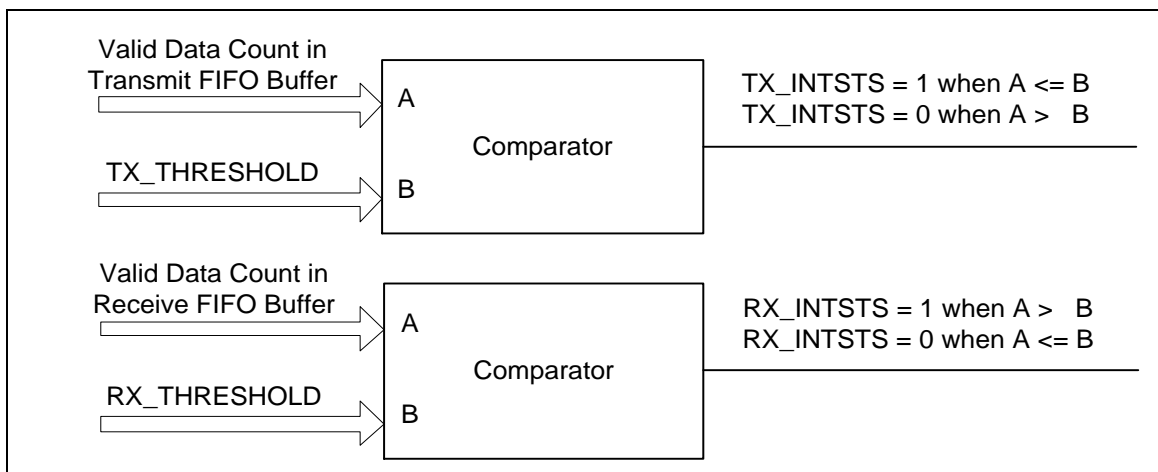 Valid Data Count in
Transmit FIFO Buffer
A
TX_THRESHOLD
B
Comparator
TX_INTSTS = 1 when A <= B
TX_INTSTS = 0 when A > B
Valid Data Count in
Receive FIFO Buffer
A
RX_THRESHOLD
B
Comparator
RX_INTSTS = 1 when A > B
RX_INTSTS = 0 when A <= B